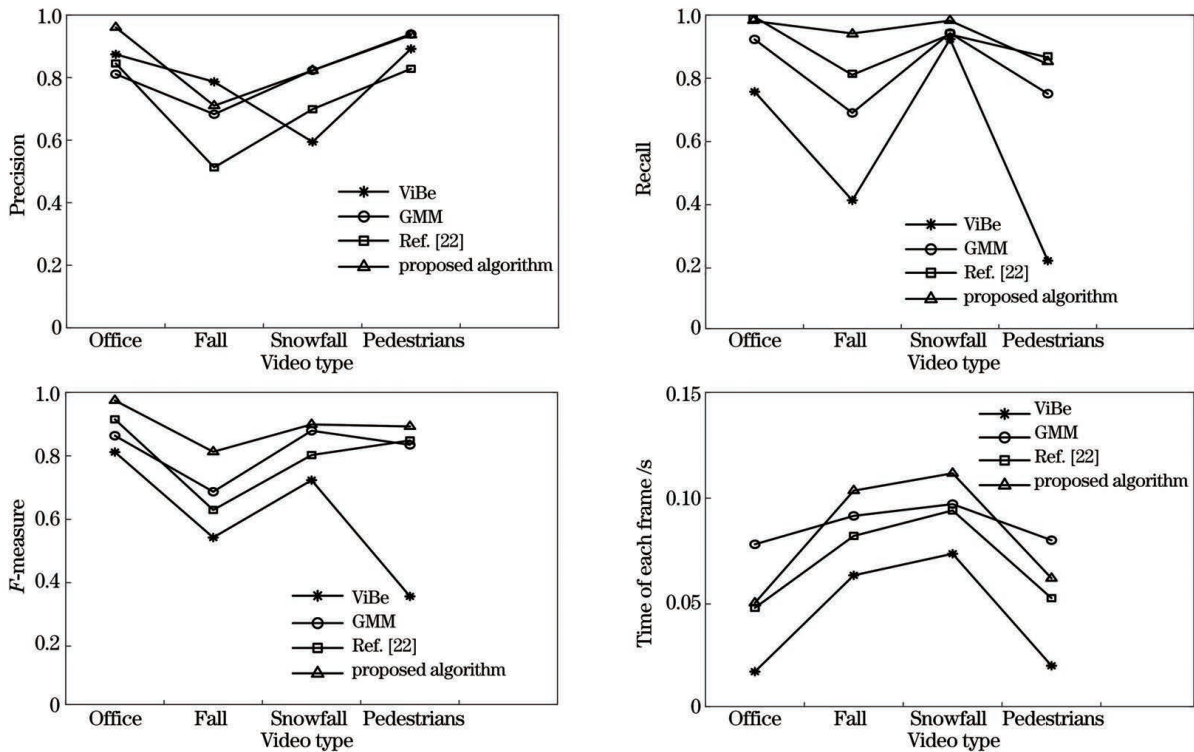 1.0
0.8
0.6
0.4
0.2
0
Precision
ViBe
GMM
Ref. [22]
proposed algorithm
Office Fall Snowfall Pedestrians
Video type
1.0
0.8
0.6
0.4
0.2
0
Recall
ViBe
GMM
Ref. [22]
proposed algorithm
Office Fall Snowfall Pedestrians
Video type
1.0
0.8
0.6
0.4
0.2
0
F-measure
ViBe
GMM
Ref. [22]
proposed algorithm
Office Fall Snowfall Pedestrians
Video type
0.15
0.10
0.05
0
Time of each frame /s
ViBe
GMM
Ref. [22]
proposed algorithm
Office Fall Snowfall Pedestrians
Video type